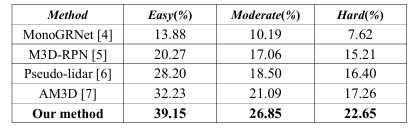 Method Easy(%) Moderate(%) Hard(%)
MonoGRNet [4] 13.88 10.19 7.62
M3D-RPN [5] 20.27 17.06 15.21
Pseudo-lidar [6] 28.20 18.50 16.40
AM3D [7] 32.23 21.09 17.26
Our method 39.15 26.85 22.65